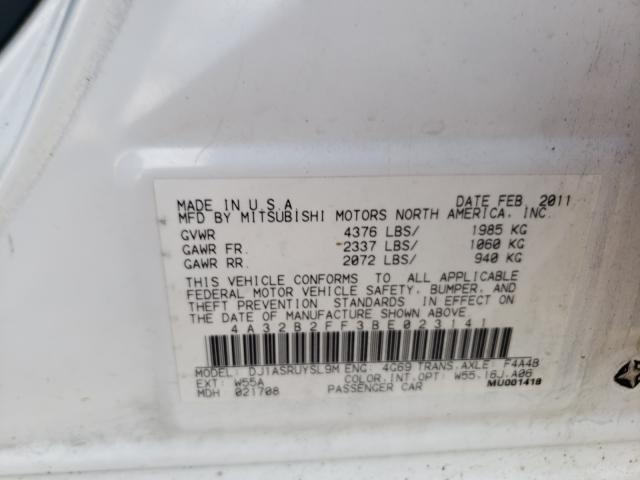 MADE IN U.S.A. DATE FEB. 2011
MFD BY MITSUBISHI MOTORS NORTH AMERICA, INC.
GVWR 4376 LBS/ 1985 KG
GAWR FR. 2337 LBS/ 1060 KG
GAWR RR. 2072 LBS/ 940 KG
THIS VEHICLE CONFORMS TO ALL APPLICABLE
FEDERAL MOTOR VEHICLE SAFETY, BUMPER, AND
THEFT PREVENTION STANDARDS IN EFFECT ON
THE DATE OF MANUFACTURE SHOWN ABOVE.
4A32B2FF3BE023141
MODEL: DJ1ASRUYSL9M ENG: 4G69 TRANS.AXLE: F4A4B
EXT: W55A COLOR.INT.OPT: W55.16J.A06
MDH 021708 PASSENGER CAR MU001418